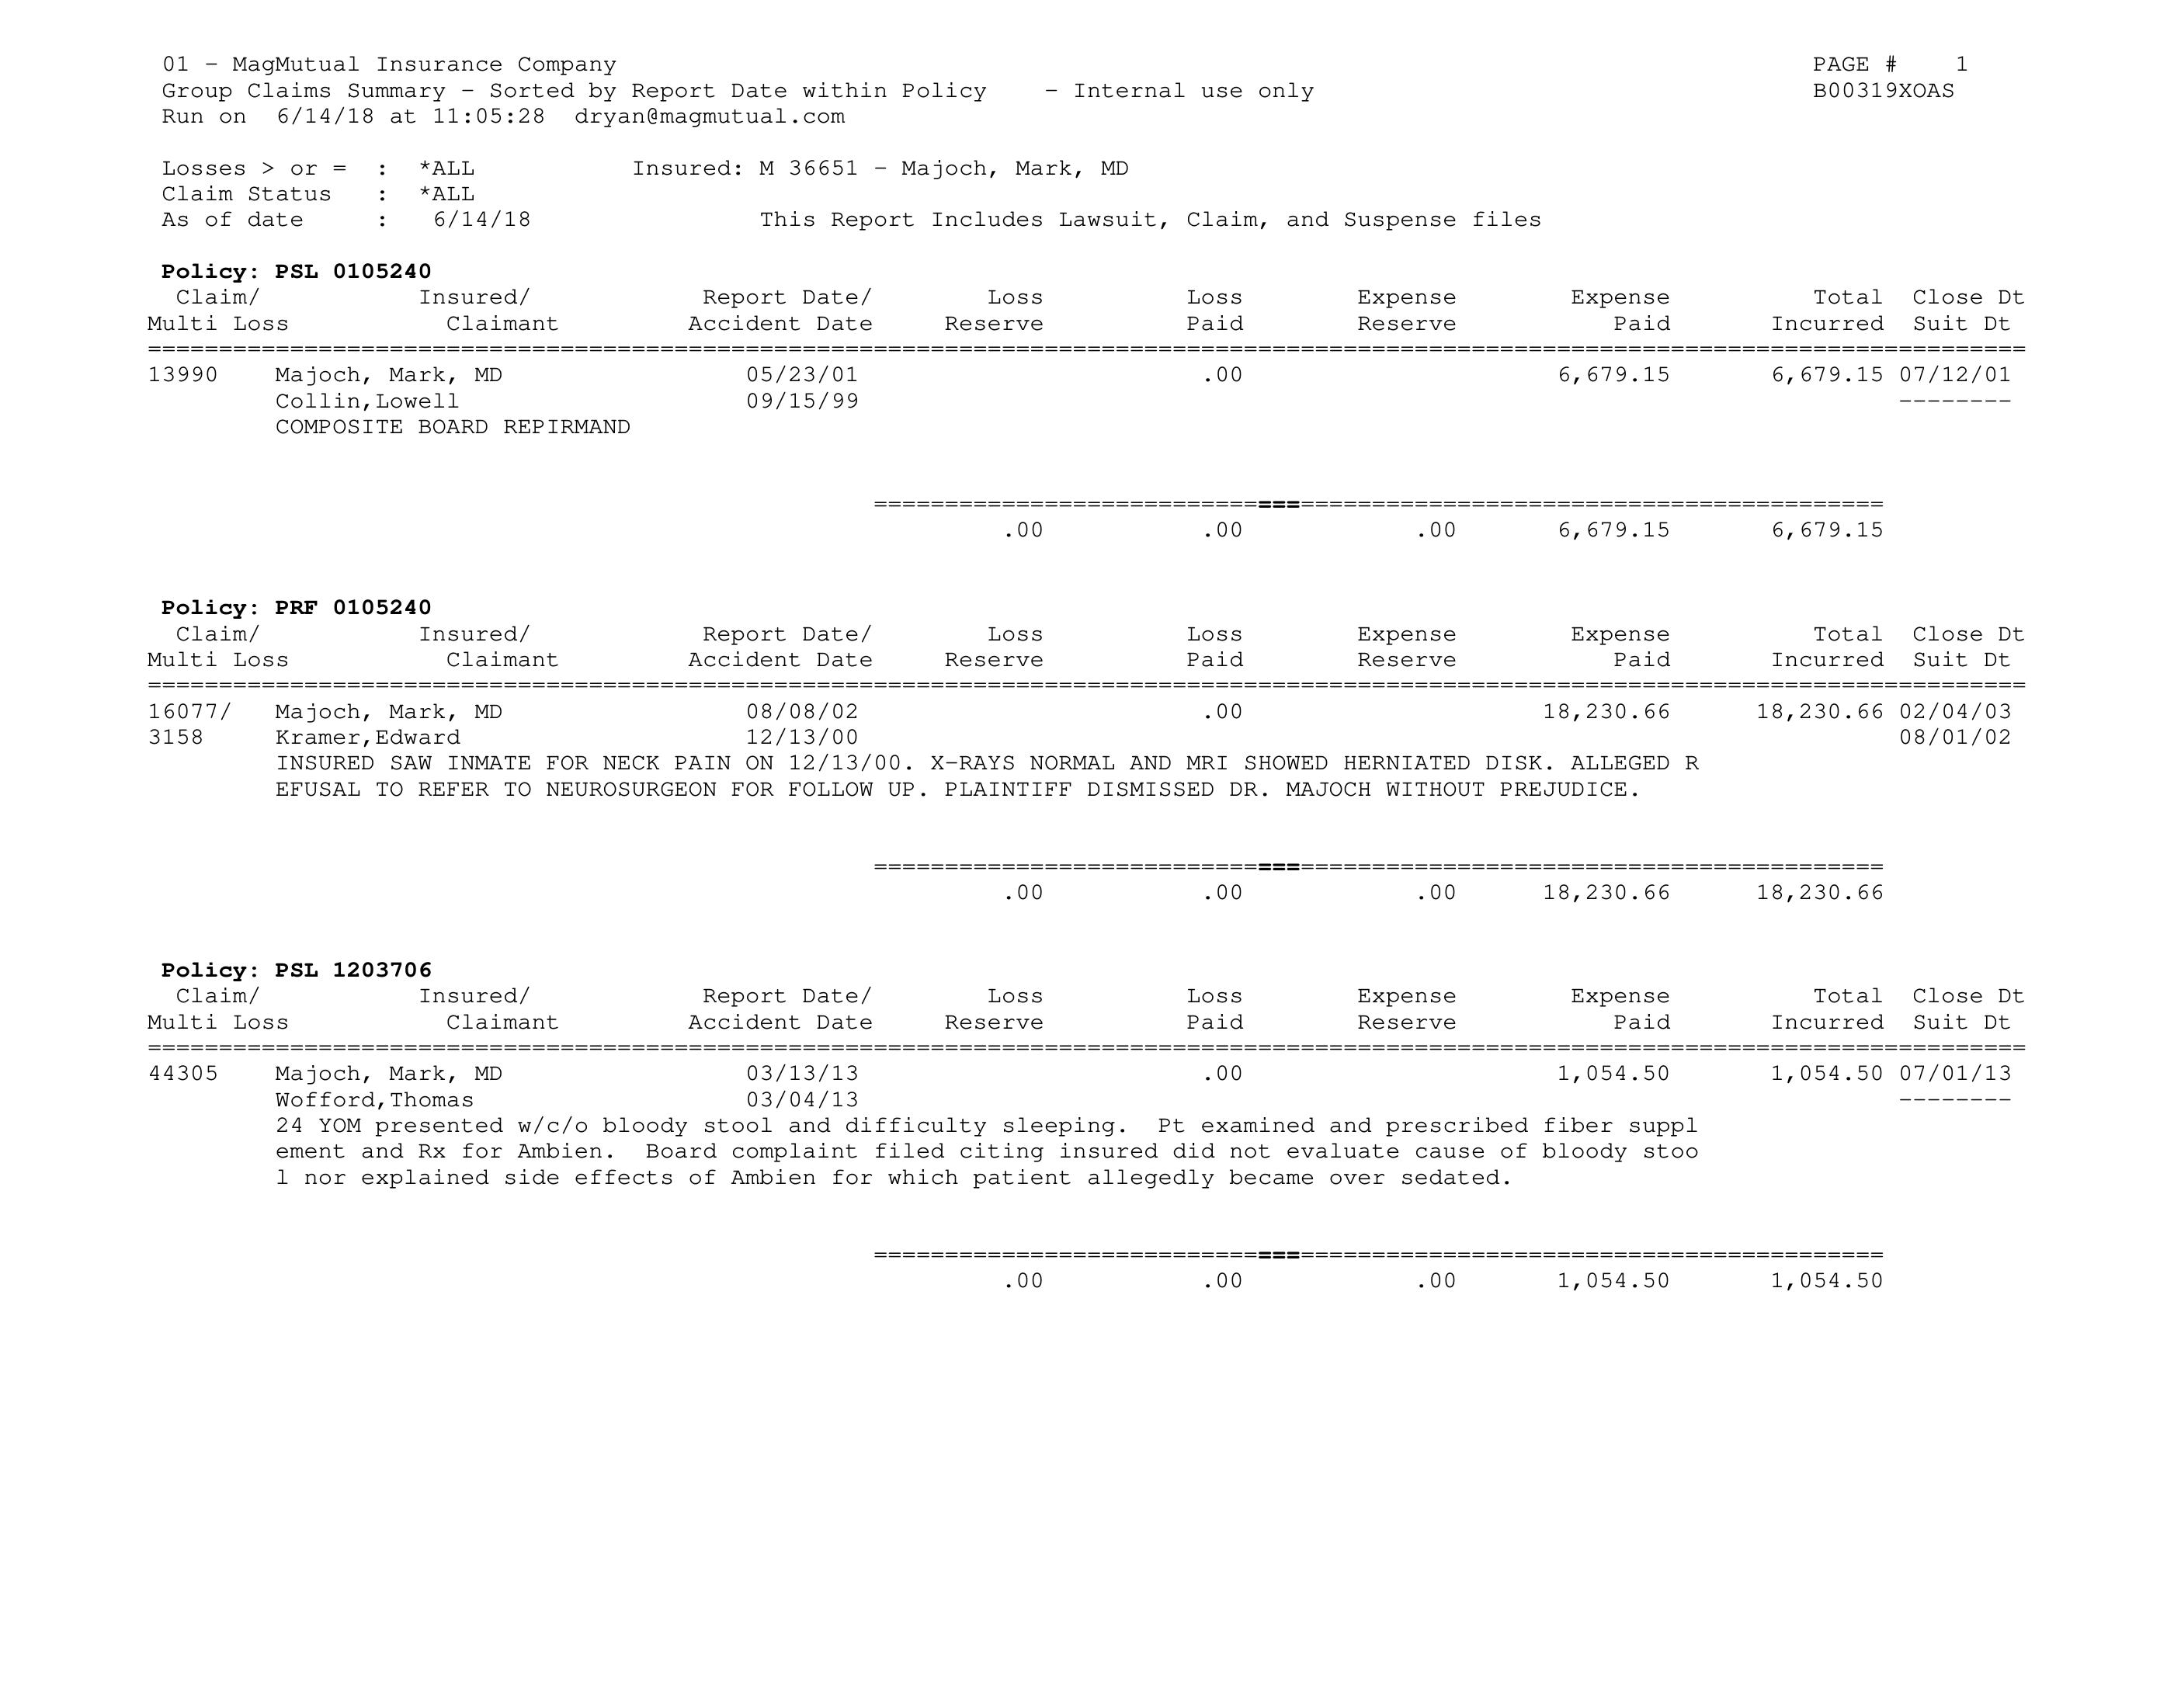 01 - MagMutual Insurance Company PAGE # 1
Group Claims Summary - Sorted by Report Date within Policy - Internal use only B00319XOAS
Run on 6/14/18 at 11:05:28 dryan@magmutual.com
Losses > or = : *ALL Insured: M 36651 - Majoch, Mark, MD
Claim Status : *ALL
As of date : 6/14/18 This Report Includes Lawsuit, Claim, and Suspense files
Policy: PSL 0105240
Claim/ Insured/ Report Date/ Loss Loss Expense Expense Total Close Dt
Multi Loss Claimant Accident Date Reserve Paid Reserve Paid Incurred Suit Dt
13990 Majoch, Mark, MD 05/23/01 .00 6,679.15 6,679.15 07/12/01
Collin,Lowell 09/15/99 --------
COMPOSITE BOARD REPIRMAND
.00 .00 .00 6,679.15 6,679.15
Policy: PRF 0105240
Claim/ Insured/ Report Date/ Loss Loss Expense Expense Total Close Dt
Multi Loss Claimant Accident Date Reserve Paid Reserve Paid Incurred Suit Dt
16077/ Majoch, Mark, MD 08/08/02 .00 18,230.66 18,230.66 02/04/03
3158 Kramer,Edward 12/13/00 08/01/02
INSURED SAW INMATE FOR NECK PAIN ON 12/13/00. X-RAYS NORMAL AND MRI SHOWED HERNIATED DISK. ALLEGED R
EFUSAL TO REFER TO NEUROSURGEON FOR FOLLOW UP. PLAINTIFF DISMISSED DR. MAJOCH WITHOUT PREJUDICE.
.00 .00 .00 18,230.66 18,230.66
Policy: PSL 1203706
Claim/ Insured/ Report Date/ Loss Loss Expense Expense Total Close Dt
Multi Loss Claimant Accident Date Reserve Paid Reserve Paid Incurred Suit Dt
44305 Majoch, Mark, MD 03/13/13 .00 1,054.50 1,054.50 07/01/13
Wofford,Thomas 03/04/13 --------
24 YOM presented w/c/o bloody stool and difficulty sleeping. Pt examined and prescribed fiber suppl
ement and Rx for Ambien. Board complaint filed citing insured did not evaluate cause of bloody stoo
l nor explained side effects of Ambien for which patient allegedly became over sedated.
.00 .00 .00 1,054.50 1,054.50